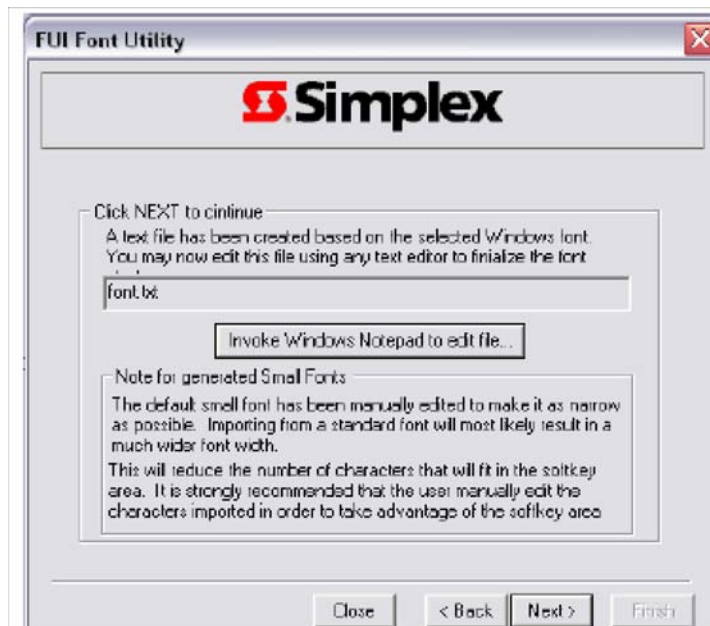 FUI Font Utility
Simplex
Click NEXT to cintinue
A text file has been created based on the selected Windows font.
You may now edit this file using any text editor to finialize the font
font.txt
Invoke Windows Notepad to edit file...
Note for generated Small Fonts
The default small font has been manually edited to make it as narrow
as possible. Importing from a standard font will most likely result in a
much wider font width.
This will reduce the number of characters that will fit in the softkey
area. It is strongly recommended that the user manually edit the
characters imported in order to take advantage of the softkey area
Close
< Back
Next >
Finish